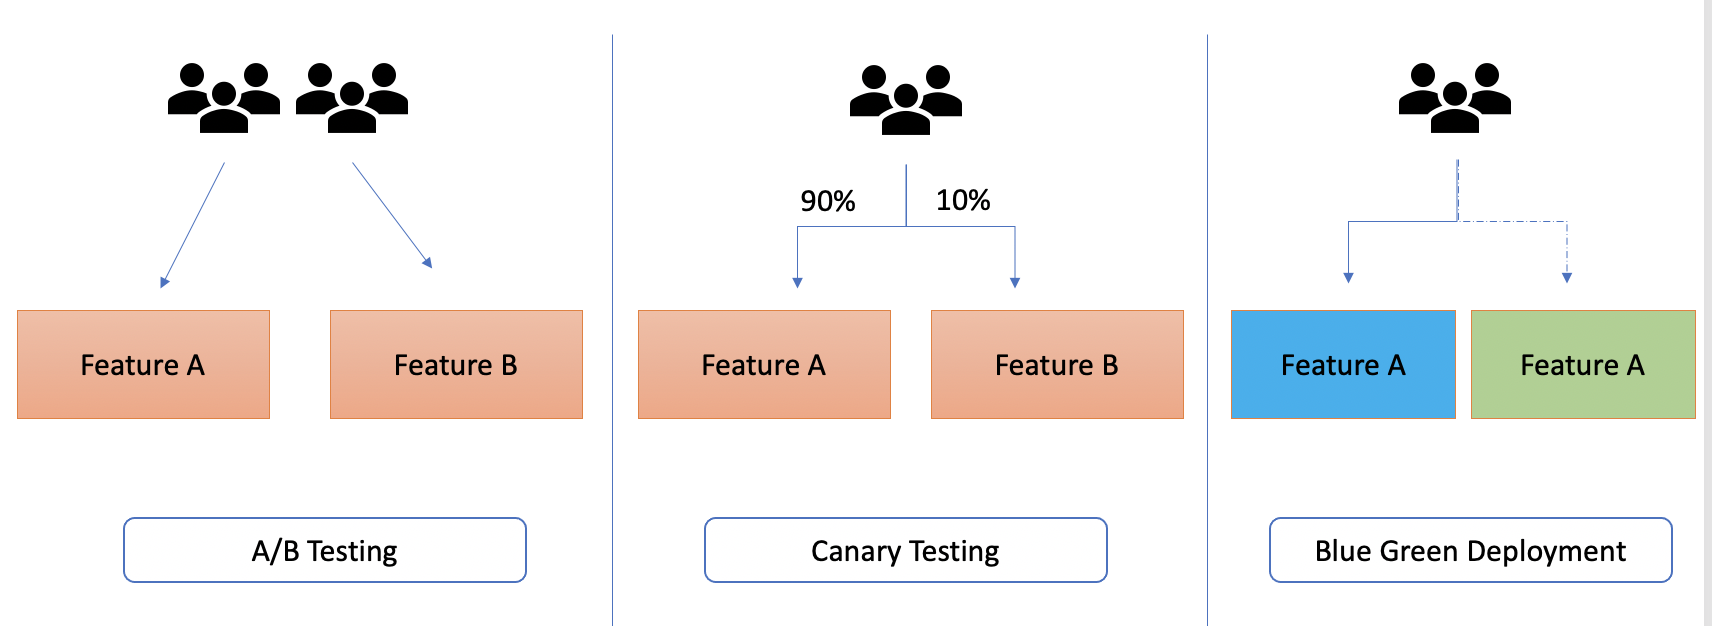 90%
10%
Feature A
Feature B
Feature A
Feature B
Feature A
Feature A
A/B Testing
Canary Testing
Blue Green Deployment